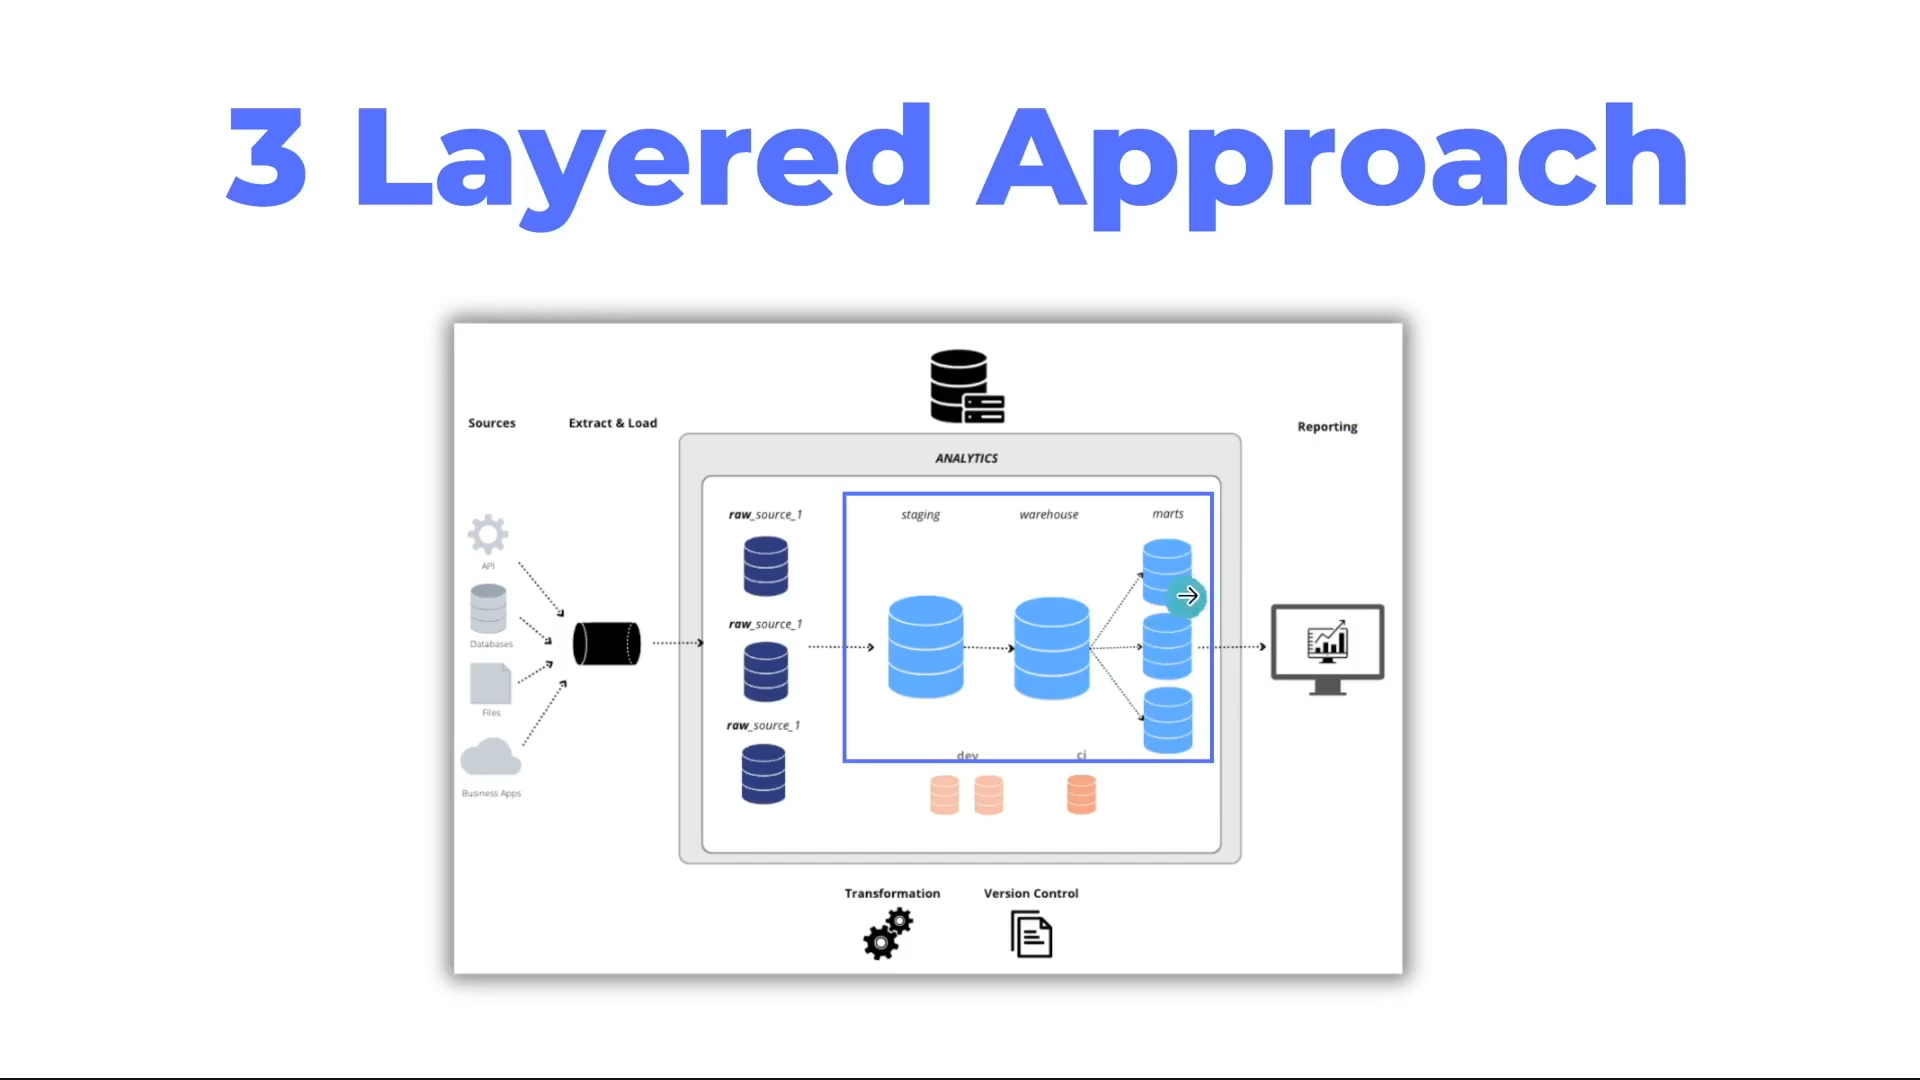 3 Layered Approach
Sources
Extract & Load
Reporting
ANALYTICS
raw_source_1
staging
warehouse
marts
API
raw_source_1
Databases
Files
raw_source_1
dev
ci
Business Apps
Transformation
Version Control